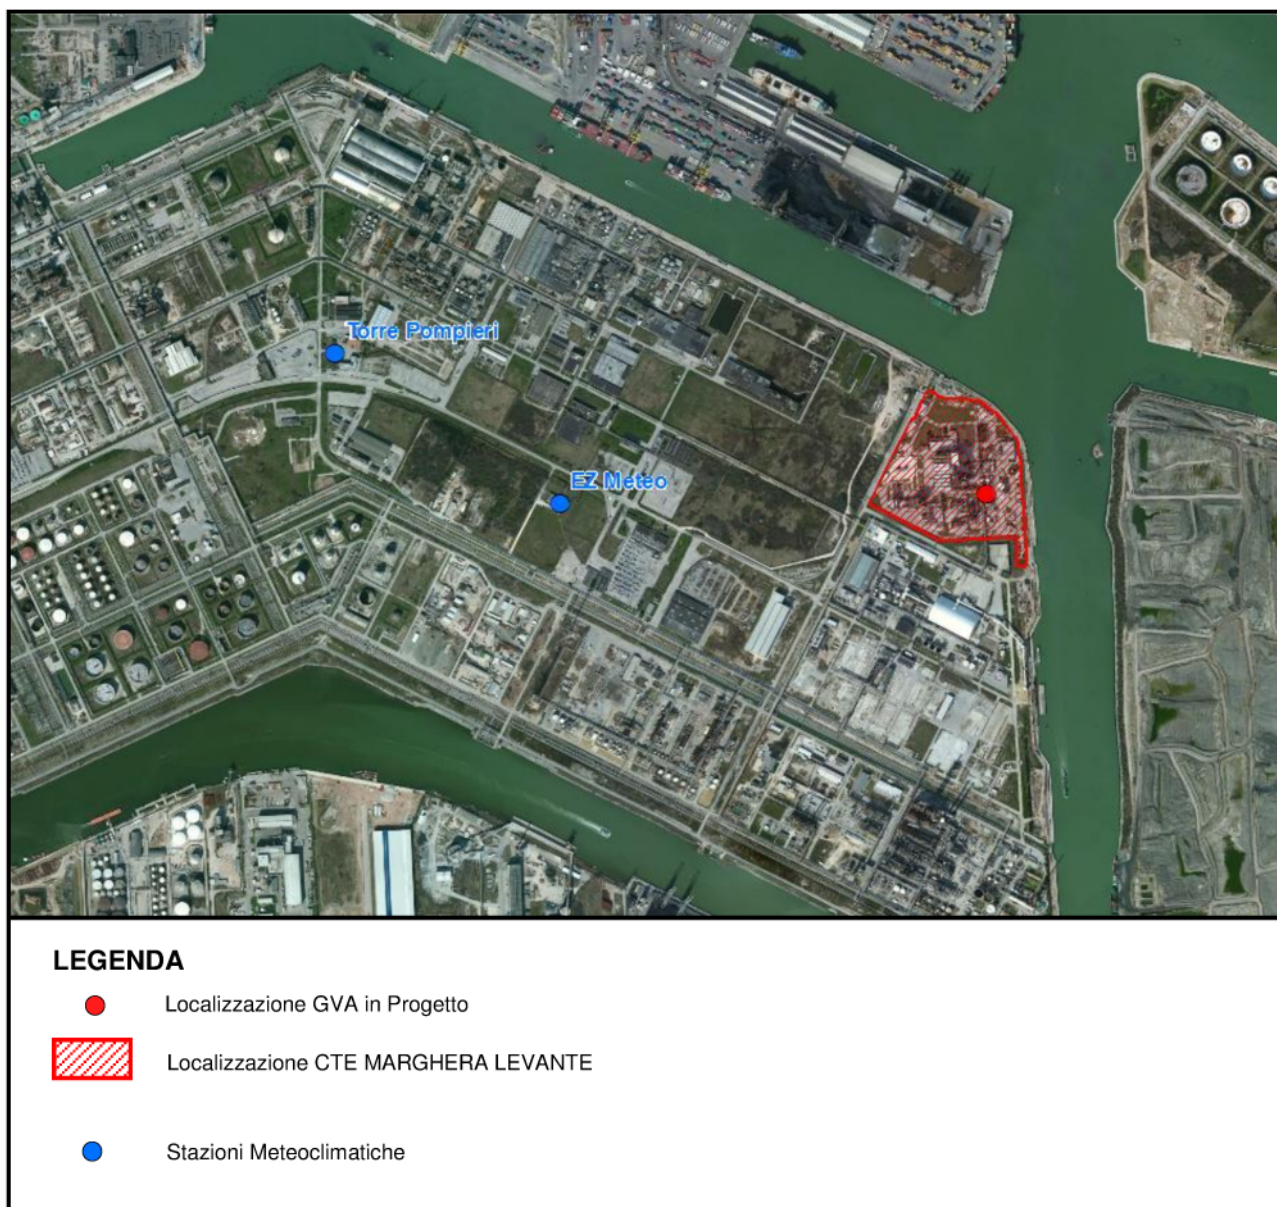 Torre Pompieri
EZ Meteo
LEGENDA
Localizzazione GVA in Progetto
Localizzazione CTE MARGHERA LEVANTE
Stazioni Meteoclimatiche